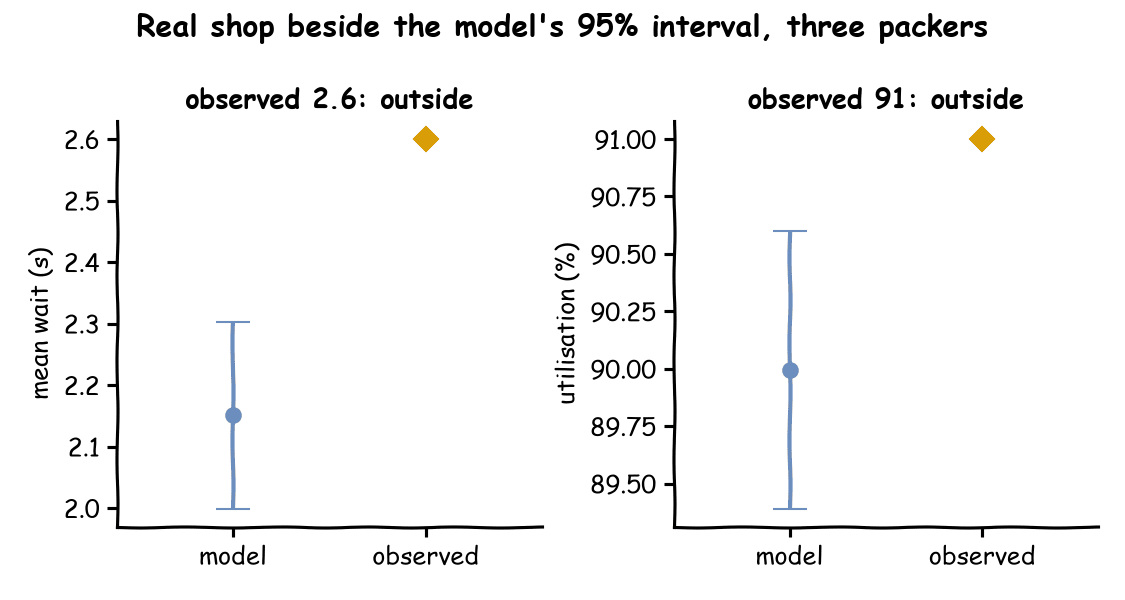 Real shop beside the model's 95% interval, three packers
observed 2.6: outside
mean wait (s)
2.6
2.5
2.4
2.3
2.2
2.1
2.0
model
observed
observed 91: outside
utilisation (%)
91.00
90.75
90.50
90.25
90.00
89.75
89.50
model
observed